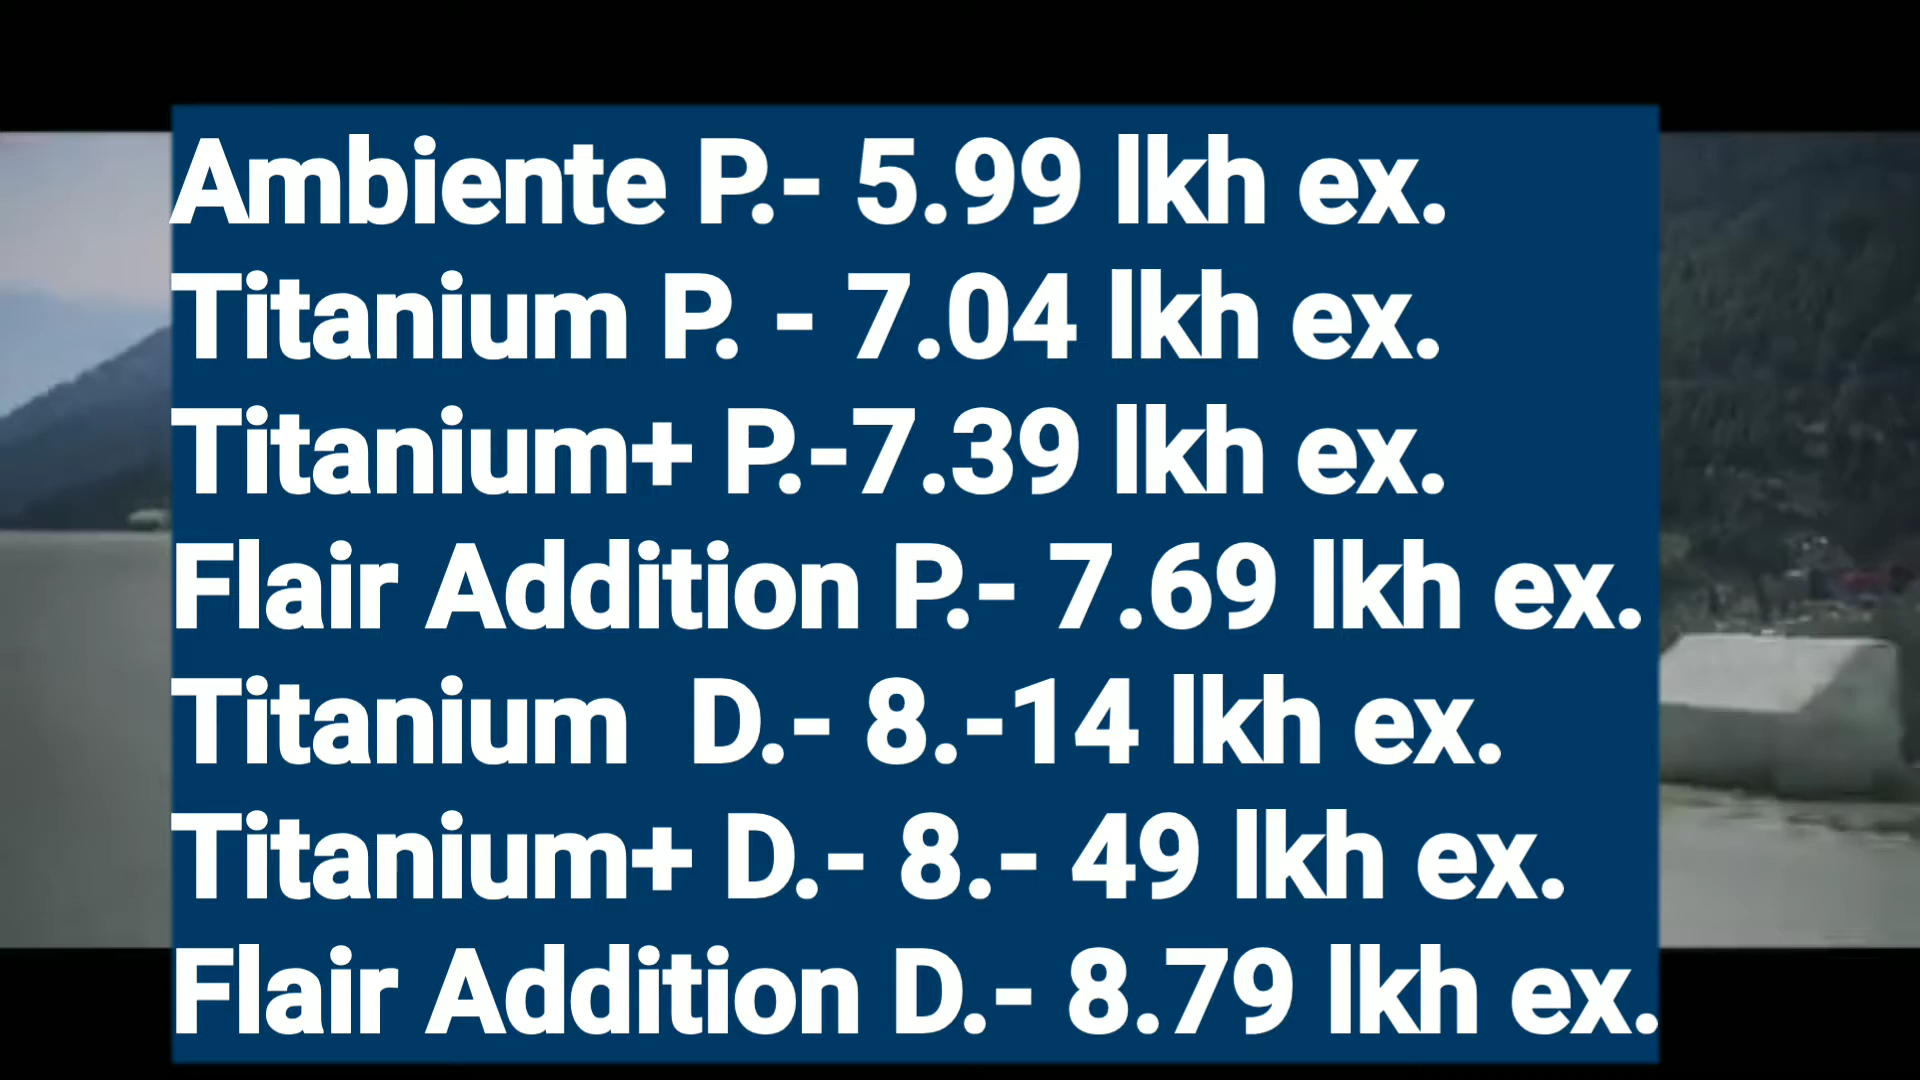 Ambiente P.- 5.99 lkh ex.
Titanium P. - 7.04 lkh ex.
Titanium+ P.-7.39 lkh ex.
Flair Addition P.- 7.69 lkh ex.
Titanium  D.- 8.-14 lkh ex.
Titanium+ D.- 8.- 49 lkh ex.
Flair Addition D.- 8.79 lkh ex.